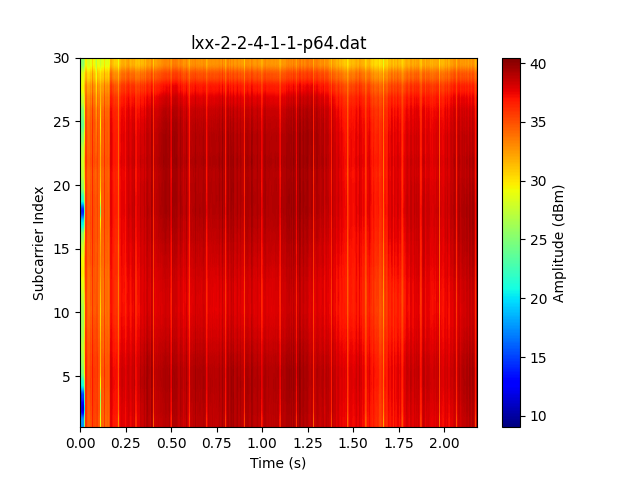 lxx-2-2-4-1-1-p64.dat
30
25
20
15
10
5
Subcarrier Index
0.00 0.25 0.50 0.75 1.00 1.25 1.50 1.75 2.00
Time (s)
40
35
30
25
20
15
10
Amplitude (dBm)